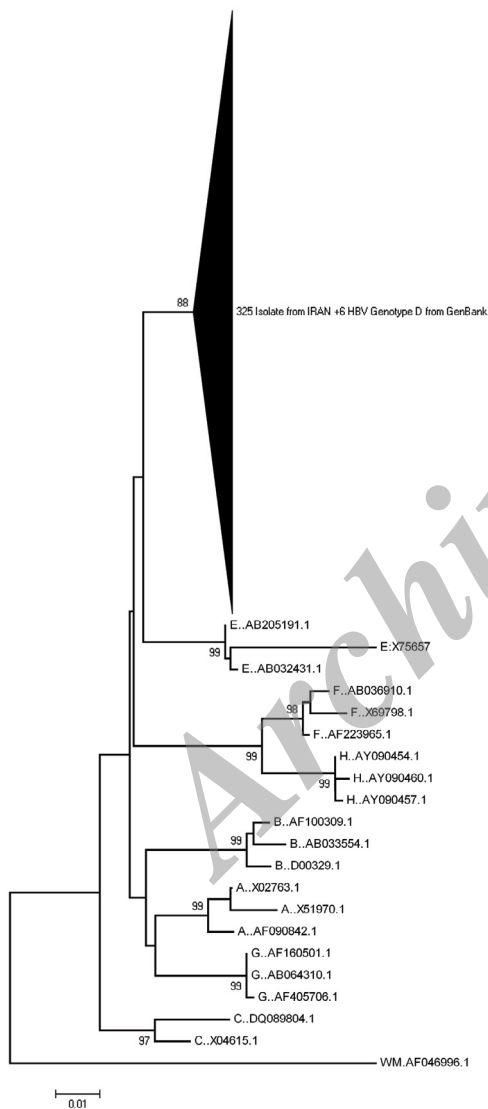 88
325 Isolate from IRAN +6 HBV Genotype D from GenBank
E..AB205191.1
99
E:X75657
E..AB032431.1
F..AB036910.1
98
F..X69798.1
F..AF223965.1
99
H..AY090454.1
H..AY090460.1
99
H..AY090457.1
B..AF100309.1
99
B..AB033554.1
B..D00329.1
A..X02763.1
99
A..X51970.1
A..AF090842.1
G..AF160501.1
G..AB064310.1
99
G..AF405706.1
C..DQ089804.1
97
C..X04615.1
WM.AF046996.1
0.01